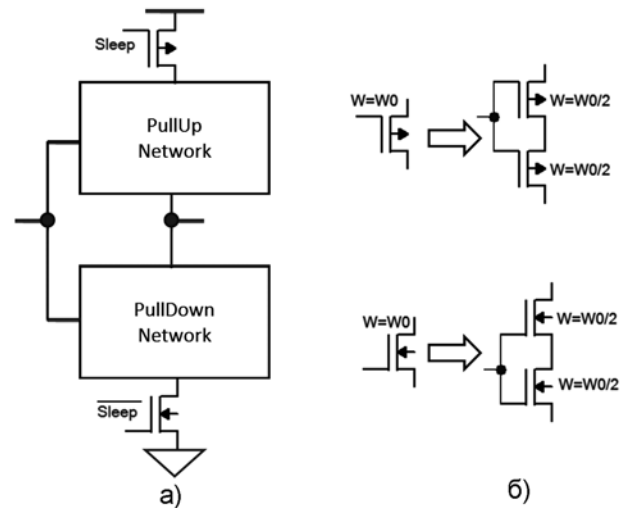 Sleep
PullUp
Network
PullDown
Network
Sleep
а)
W=W0
W=W0/2
W=W0/2
W=W0
W=W0/2
W=W0/2
б)